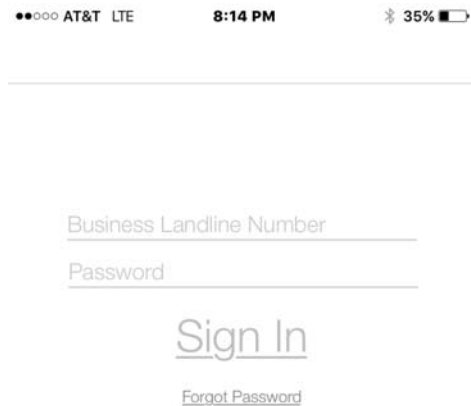 AT&T LTE 8:14 PM 35%
Business Landline Number
Password
Sign In
Forgot Password